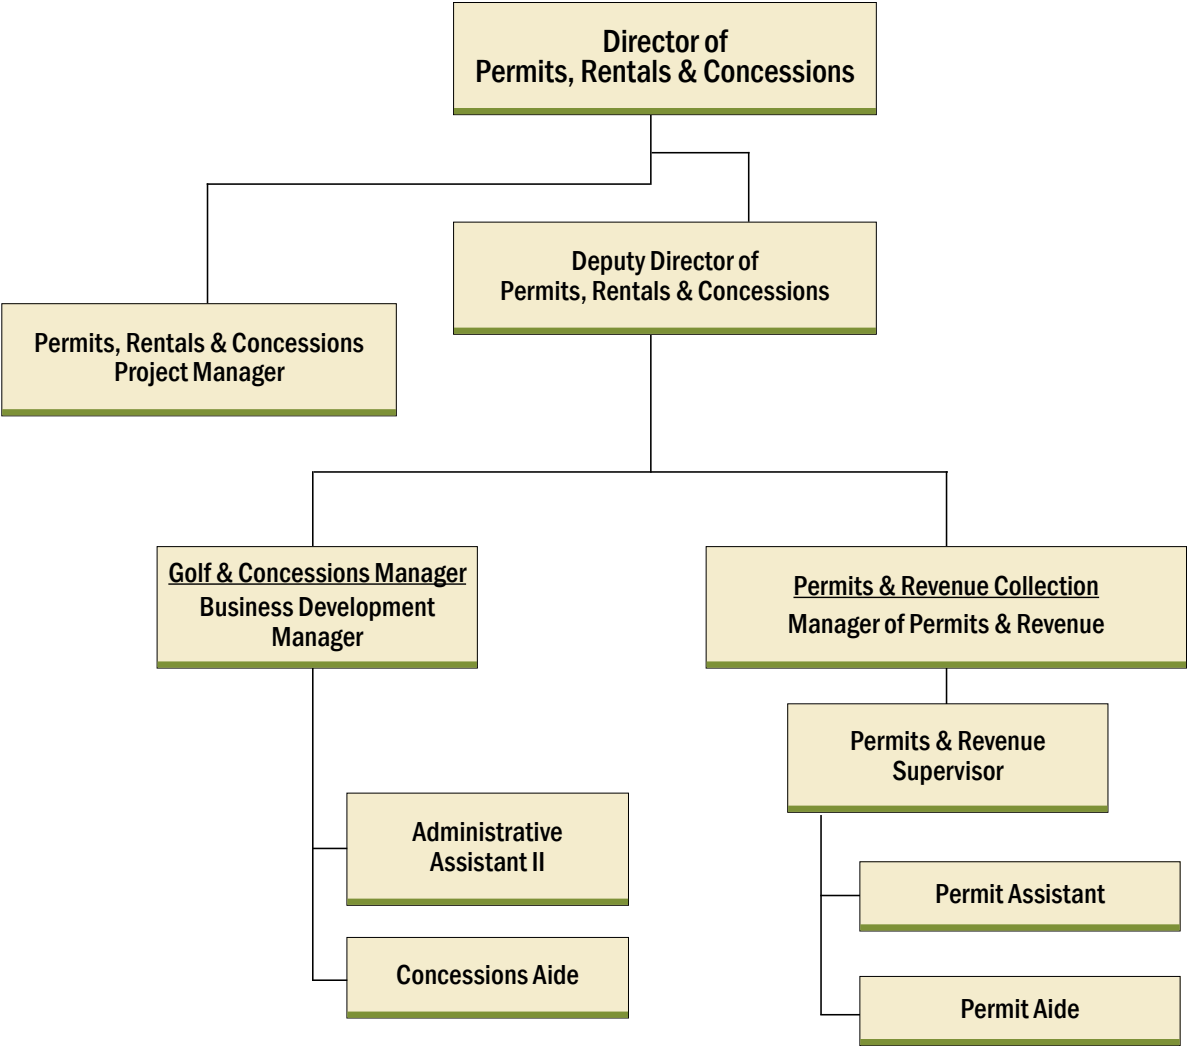 Director of
Permits, Rentals & Concessions
Deputy Director of
Permits, Rentals & Concessions
Permits, Rentals & Concessions
Project Manager
Golf & Concessions Manager
Business Development
Manager
Permits & Revenue Collection
Manager of Permits & Revenue
Permits & Revenue
Supervisor
Administrative
Assistant II
Concessions Aide
Permit Assistant
Permit Aide